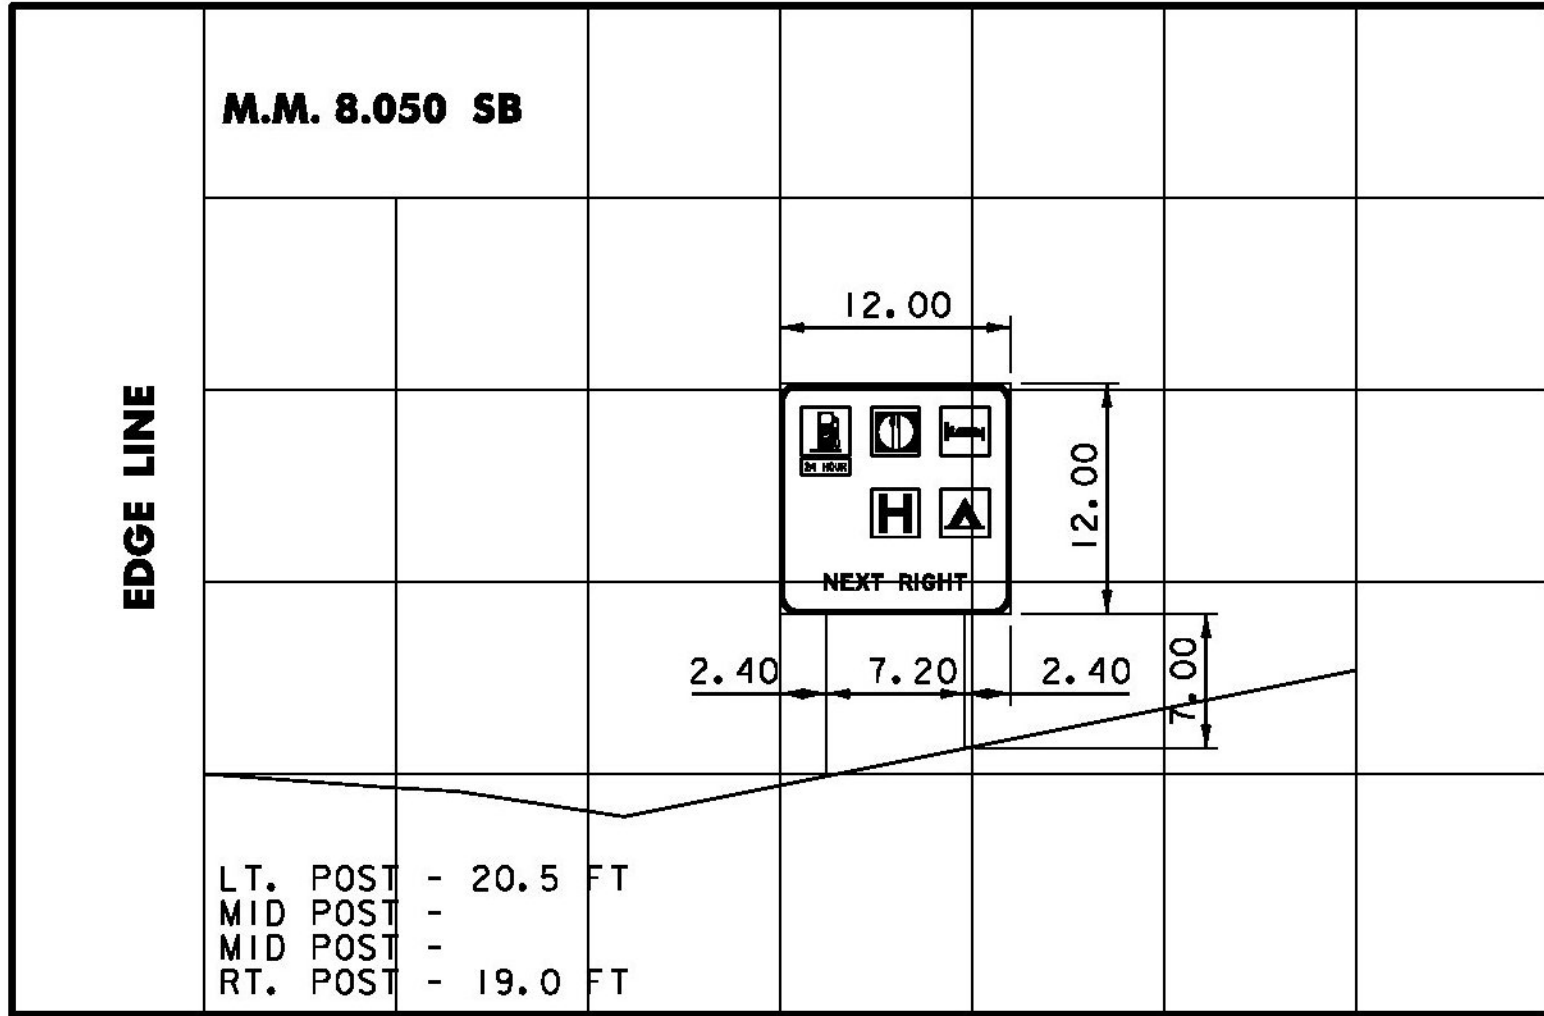 M.M. 8.050 SB
EDGE LINE
12.00
12.00
24 HOUR
H
NEXT RIGHT
2.40
7.20
2.40
7.00
LT. POST - 20.5 FT
MID POST -
MID POST -
RT. POST - 19.0 FT